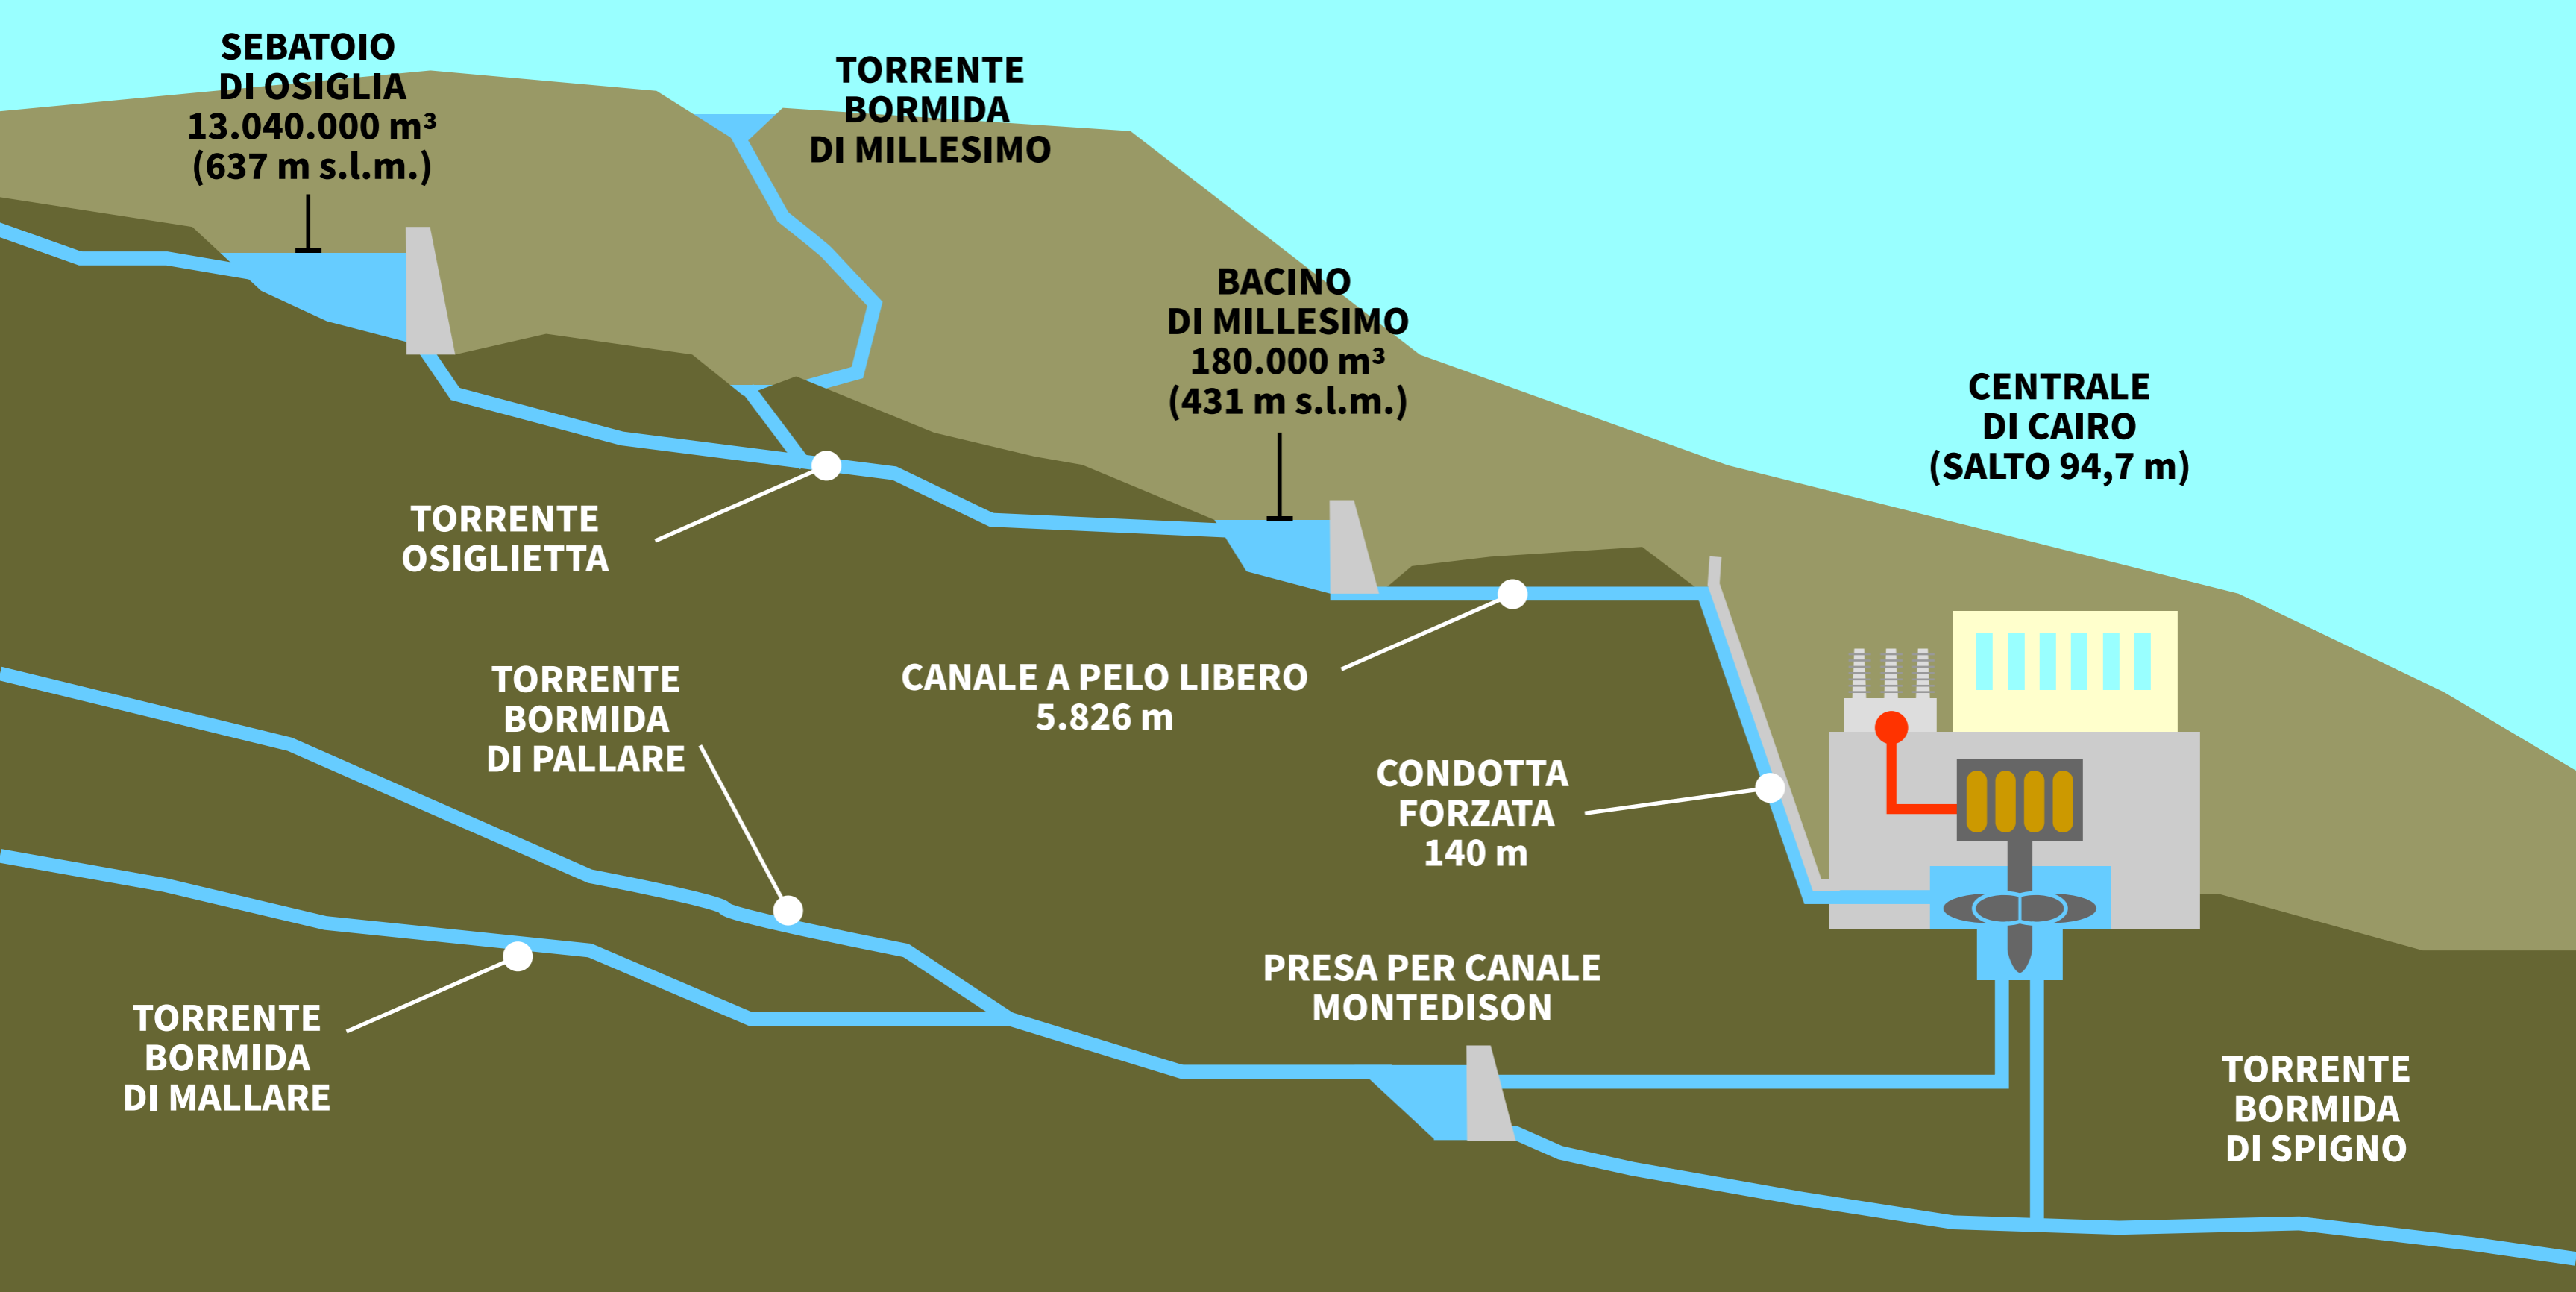 SEBATOIO
DI OSIGLIA
13.040.000 m³
(637 m s.l.m.)
TORRENTE
BORMIDA
DI MILLESIMO
BACINO
DI MILLESIMO
180.000 m³
(431 m s.l.m.)
CENTRALE
DI CAIRO
(SALTO 94,7 m)
TORRENTE
OSIGLIETTA
TORRENTE
BORMIDA
DI PALLARE
CANALE A PELO LIBERO
5.826 m
CONDOTTA
FORZATA
140 m
PRESA PER CANALE
MONTEDISON
TORRENTE
BORMIDA
DI MALLARE
TORRENTE
BORMIDA
DI SPIGNO